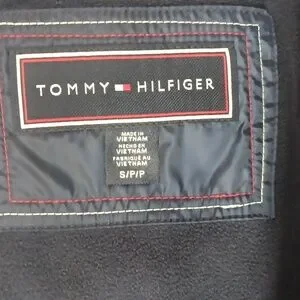 TOMMY HILFIGER
MADE IN
VIETNAM
HECHO EN
VIETNAM
FABRIQUÉ AU
VIETNAM
S/P/P